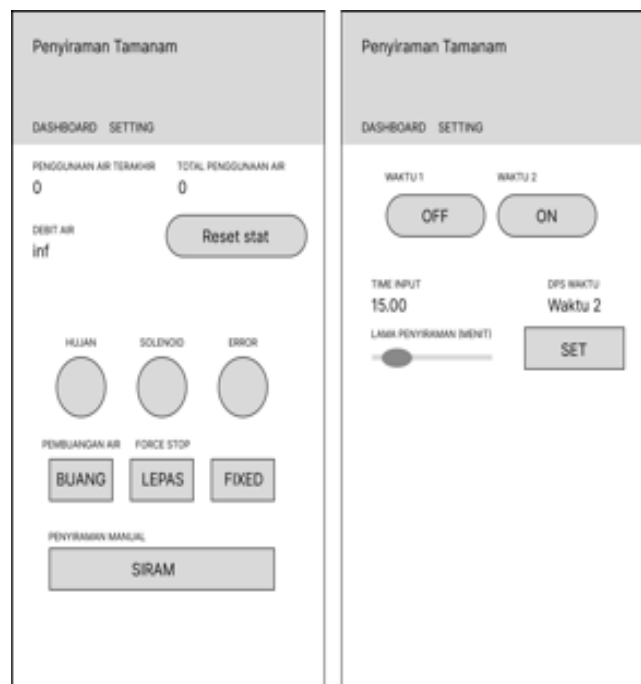 Penyiraman Tamanam
DASHBOARD SETTING
PENGGUNAAN AIR TERAKHIR TOTAL PENGGUNAAN AIR
0 0
DEBIT AIR
inf
Reset stat
HUJAN SOLENOID ERROR
PEMBUANGAN AIR FORCE STOP
BUANG LEPAS FIXED
PENYIRAMAN MANUAL
SIRAM
Penyiraman Tamanam
DASHBOARD SETTING
WAKTU 1 WAKTU 2
OFF ON
TIME INPUT DPS WAKTU
15.00 Waktu 2
LAMA PENYIRAMAN (MENIT)
SET